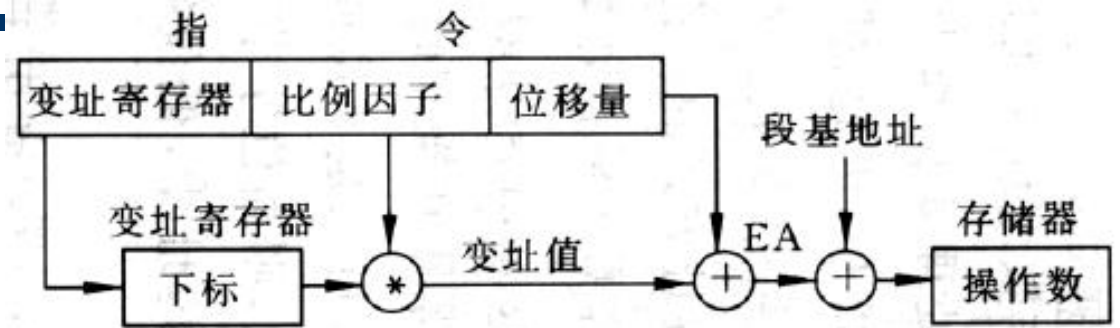 指 令
变址寄存器 比例因子 位移量
段基地址
变址寄存器 变址值 EA 存储器
下标 * + + 操作数